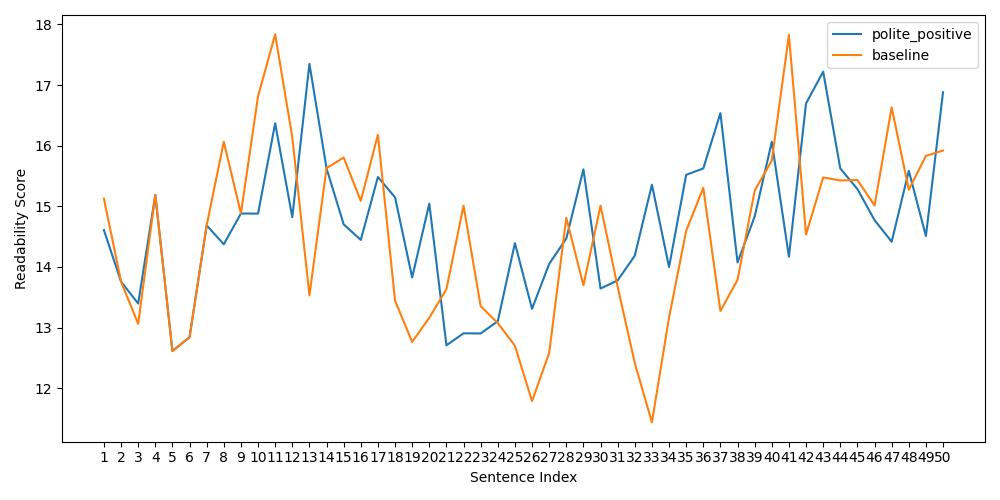 18
17
16
15
14
13
12
Readability Score
polite_positive
baseline
1 2 3 4 5 6 7 8 9 10 11 12 13 14 15 16 17 18 19 20 21 22 23 24 25 26 27 28 29 30 31 32 33 34 35 36 37 38 39 40 41 42 43 44 45 46 47 48 49 50
Sentence Index